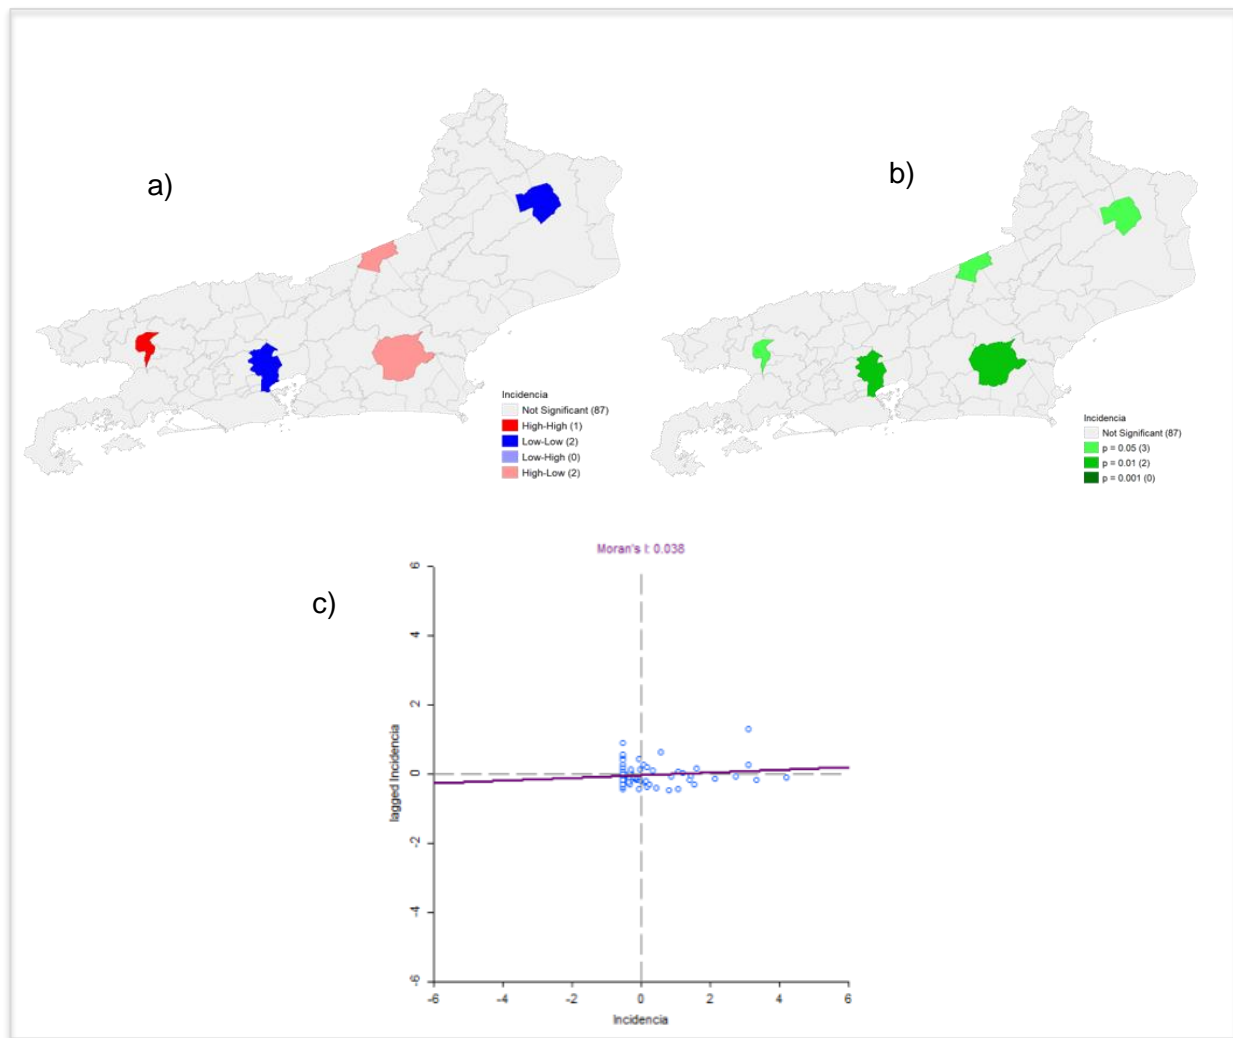 a)
b)
Incidencia
Not Significant (87)
High-High (1)
Low-Low (2)
Low-High (0)
High-Low (2)
Incidencia
Not Significant (87)
p = 0.05 (3)
p = 0.01 (2)
p = 0.001 (0)
c)
Moran's I: 0.038
lagged Incidencia
6
4
2
0
-2
-4
-6
-6
-4
-2
0
2
4
6
Incidencia